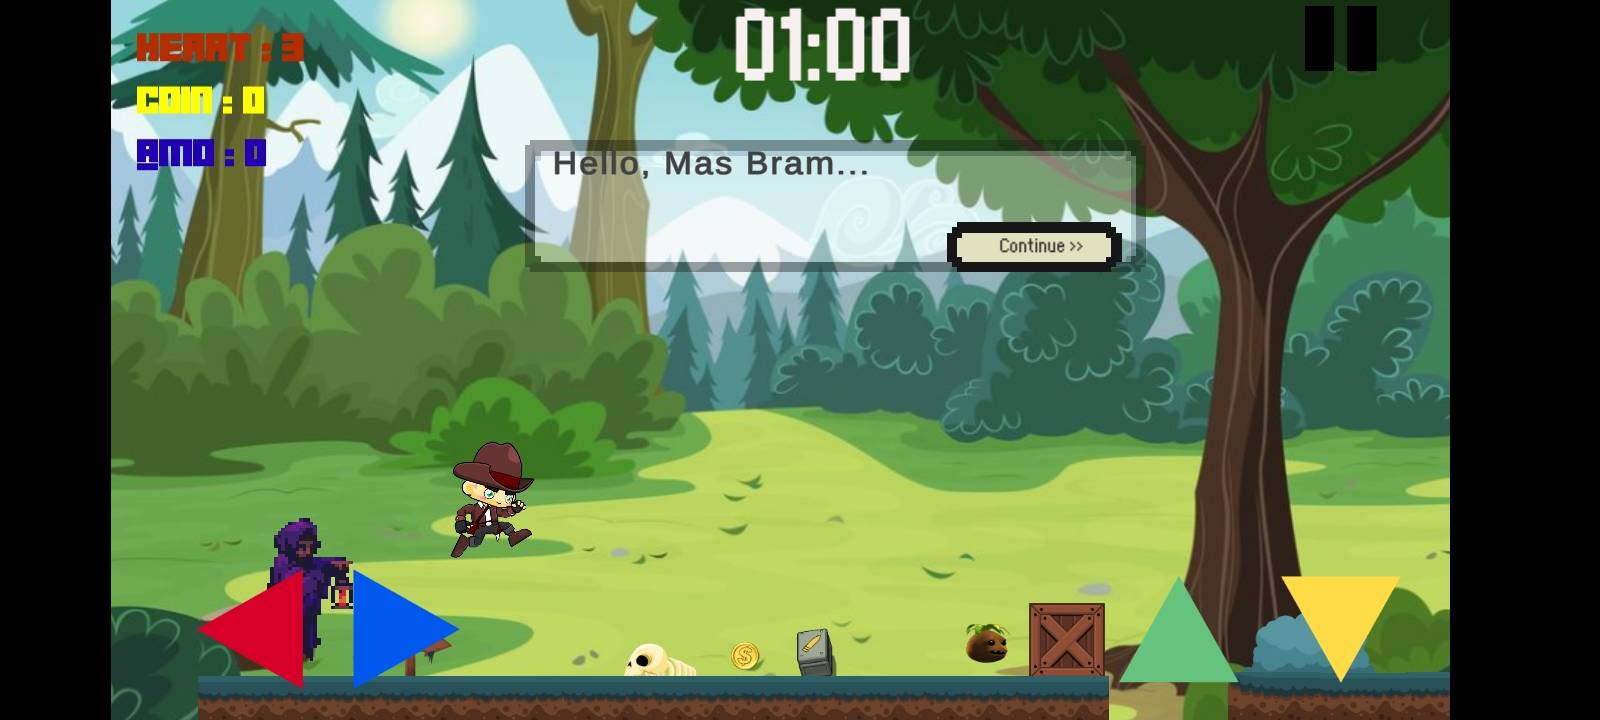 HEART : 3
01:00
COIN : 0
AMO : 0
Hello, Mas Bram...
Continue >>
$